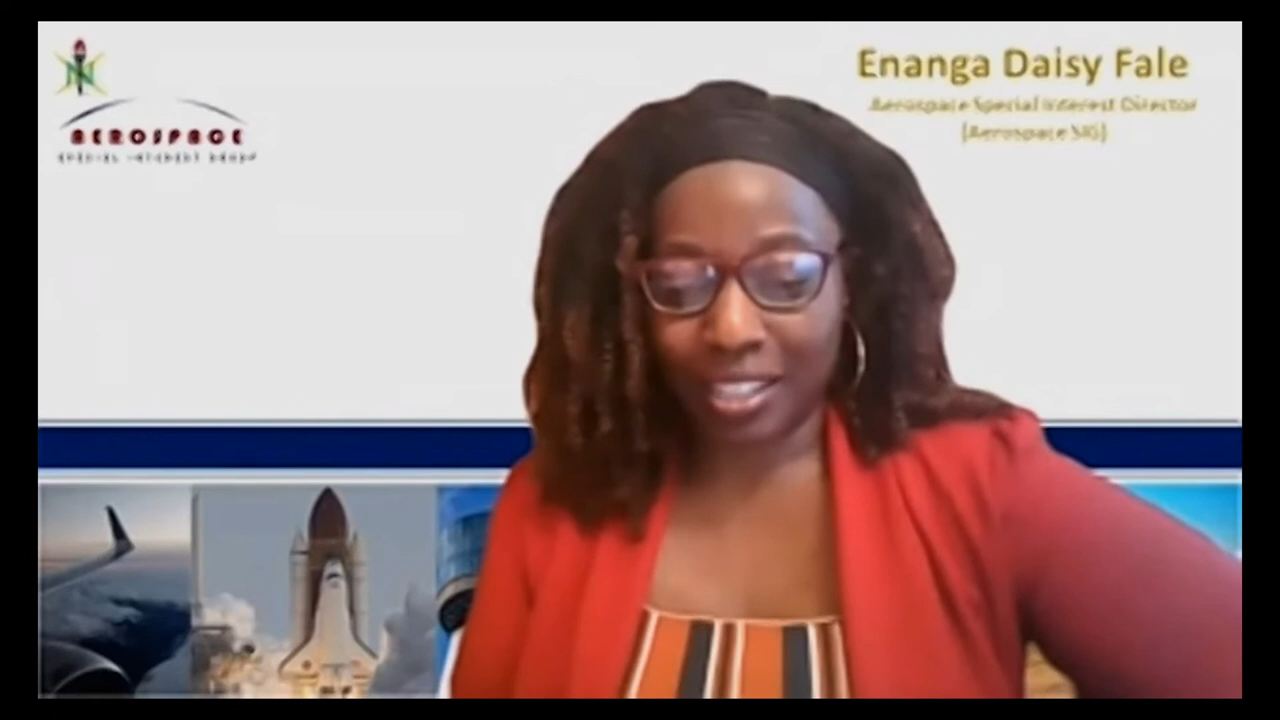 AEROSPACE
SPECIAL INTEREST GROUP
Enanga Daisy Fale
Aerospace Special Interest Director
(Aerospace SIG)